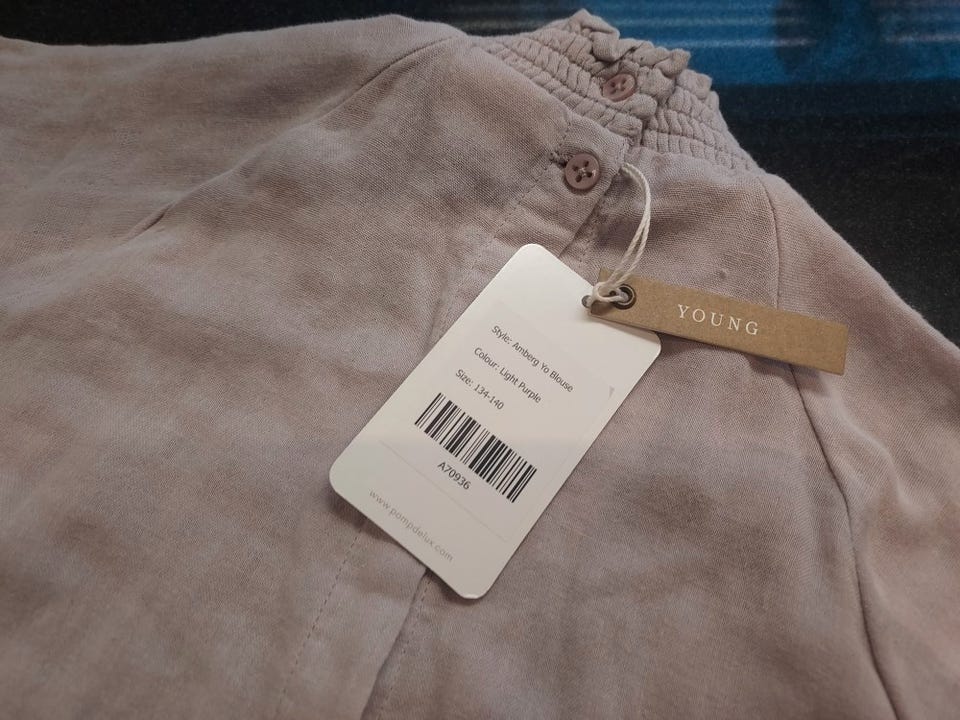 Style: Amberg Yo Blouse
Colour: Light Purple
Size: 134-140
A70936
www.pompdelux.com
YOUNG